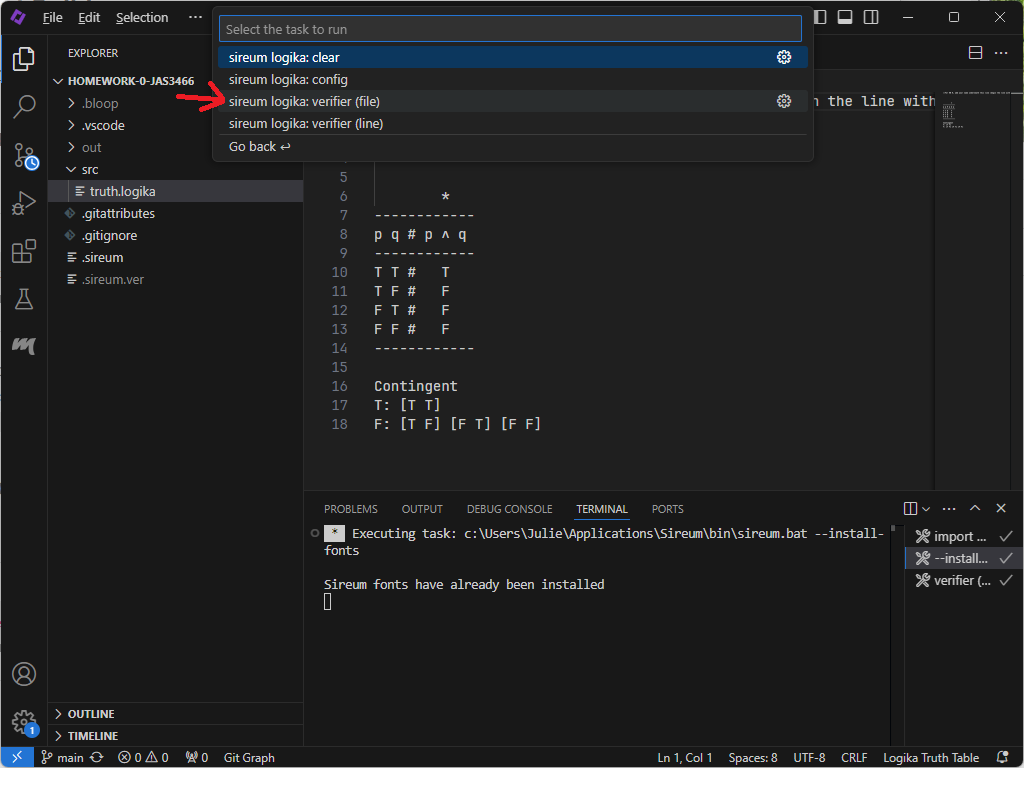 File Edit Selection ···
Select the task to run
sireum logika: clear
sireum logika: config
sireum logika: verifier (file)
sireum logika: verifier (line)
Go back ↩
EXPLORER
HOMEWORK-0-JAS3466
.bloop
.vscode
out
src
truth.logika
.gitattributes
.gitignore
.sireum
.sireum.ver
OUTLINE
TIMELINE
n the line with
5
6 *
7 ------------
8 p q # p ∧ q
9 ------------
10 T T # T
11 T F # F
12 F T # F
13 F F # F
14 ------------
15
16 Contingent
17 T: [T T]
18 F: [T F] [F T] [F F]
PROBLEMS OUTPUT DEBUG CONSOLE TERMINAL PORTS
* Executing task: c:\Users\Julie\Applications\Sireum\bin\sireum.bat --install-
fonts
Sireum fonts have already been installed
import ...
--install...
verifier (...
1
main 0 0 0 Git Graph Ln 1, Col 1 Spaces: 8 UTF-8 CRLF Logika Truth Table